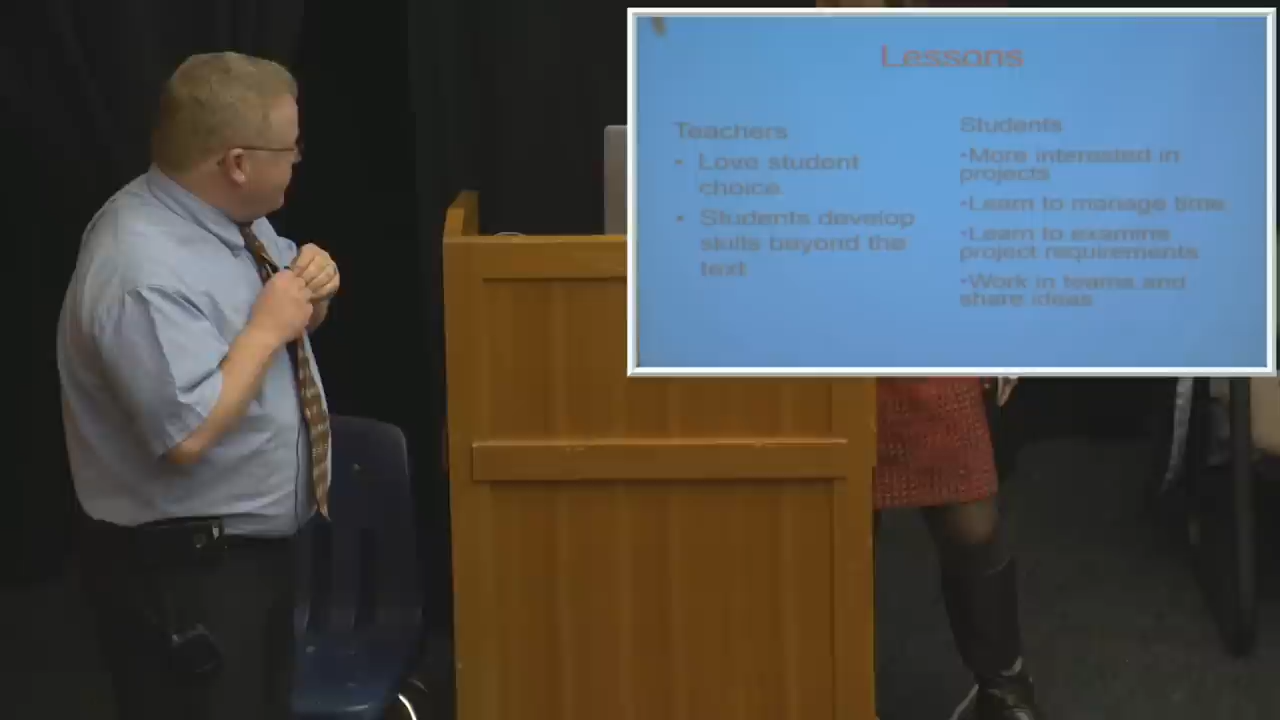 Lessons
Teachers
• Love student
choice.
• Students develop
skills beyond the
text
Students
•More interested in
projects
•Learn to manage time
•Learn to examine
project requirements
•Work in teams and
share ideas